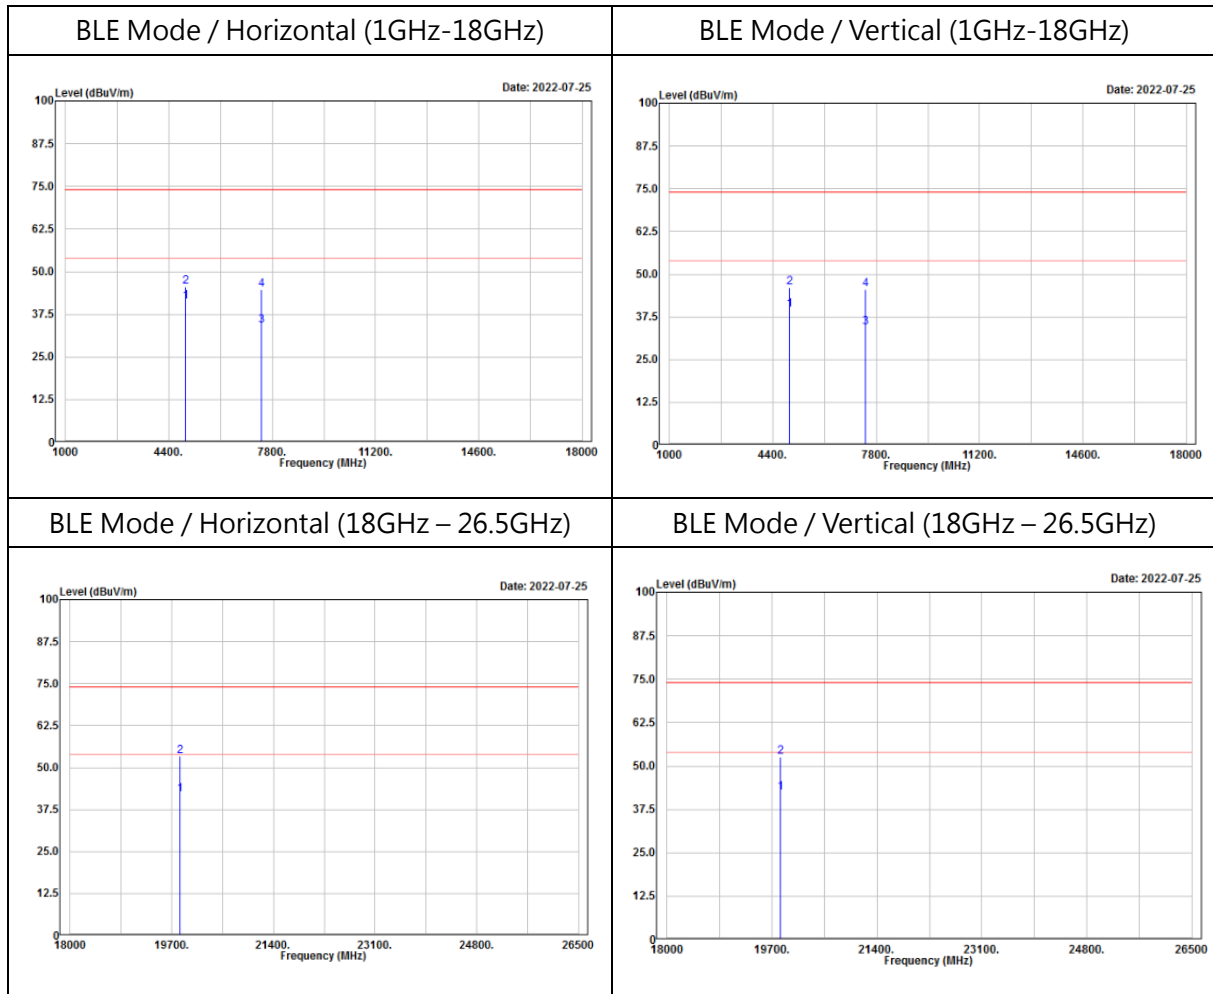 BLE Mode / Horizontal (1GHz-18GHz)
BLE Mode / Vertical (1GHz-18GHz)
Level (dBuV/m)
Date: 2022-07-25
100
87.5
75.0
62.5
50.0
37.5
25.0
12.5
0
2
1
4
3
1000 4400. 7800. 11200. 14600. 18000
Frequency (MHz)
Level (dBuV/m)
Date: 2022-07-25
100
87.5
75.0
62.5
50.0
37.5
25.0
12.5
0
2
1
4
3
1000 4400. 7800. 11200. 14600. 18000
Frequency (MHz)
BLE Mode / Horizontal (18GHz – 26.5GHz)
BLE Mode / Vertical (18GHz – 26.5GHz)
Level (dBuV/m)
Date: 2022-07-25
100
87.5
75.0
62.5
50.0
37.5
25.0
12.5
0
2
1
18000 19700. 21400. 23100. 24800. 26500
Frequency (MHz)
Level (dBuV/m)
Date: 2022-07-25
100
87.5
75.0
62.5
50.0
37.5
25.0
12.5
0
2
1
18000 19700. 21400. 23100. 24800. 26500
Frequency (MHz)